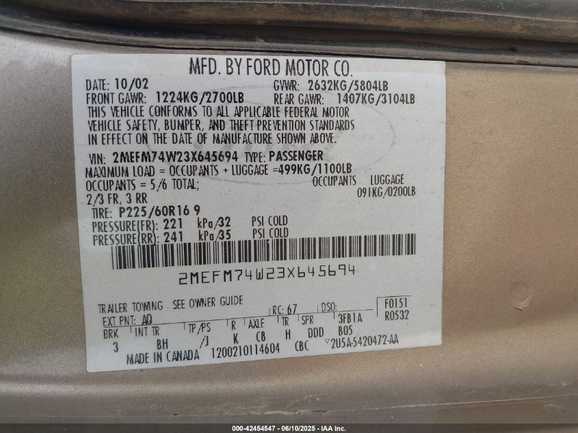 MFD. BY FORD MOTOR CO.
DATE: 10/02 GVWR: 2632KG/5804LB
FRONT GAWR: 1224KG/2700LB REAR GAWR: 1407KG/3104LB
THIS VEHICLE CONFORMS TO ALL APPLICABLE FEDERAL MOTOR
VEHICLE SAFETY, BUMPER, AND THEFT PREVENTION STANDARDS
IN EFFECT ON THE DATE OF MANUFACTURE SHOWN ABOVE.
VIN: 2MEFM74W23X645694 TYPE: PASSENGER
MAXIMUM LOAD = OCCUPANTS + LUGGAGE =499KG/1100LB
OCCUPANTS = 5/6 TOTAL; OCCUPANTS LUGGAGE
2/3 FR, 3 RR 091KG/0200LB
TIRE: P225/60R16 9
PRESSURE(FR): 221 kPa/32 PSI COLD
PRESSURE(RR): 241 kPa/35 PSI COLD
2MEFM74W23X645694
TRAILER TOWING - SEE OWNER GUIDE
EXT PNT: AQ RC: 67 DSO: F0151
BRK INT TR TP/PS R AXLE TR SPR 3FB1A R0532
3 BH /J K CB H DDD B05
MADE IN CANADA 1200210114604 CBC 2U5A-5420472-AA
000-42454547 - 06/10/2025 - IAA Inc.